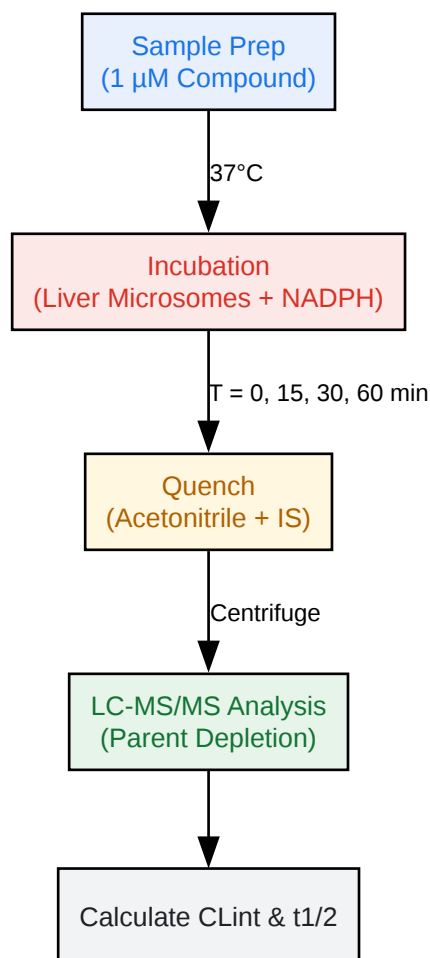 Sample Prep
(1 µM Compound)
37°C
Incubation
(Liver Microsomes + NADPH)
T = 0, 15, 30, 60 min
Quench
(Acetonitrile + IS)
Centrifuge
LC-MS/MS Analysis
(Parent Depletion)
Calculate CLint & t1/2